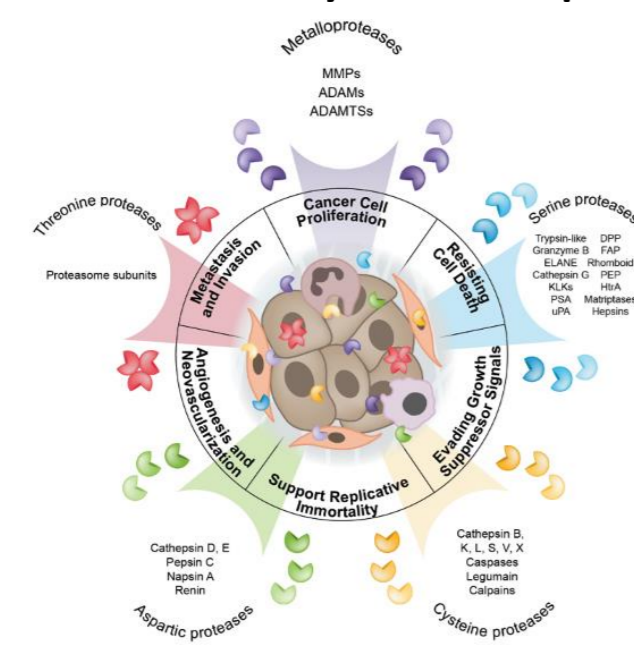 Metalloproteases
MMPs
ADAMs
ADAMTSs
Threonine proteases
Proteasome subunits
Serine proteases
Trypsin-like DPP
Granzyme B FAP
ELANE Rhomboid
Cathepsin G PEP
KLKs HtrA
PSA Matriptases
uPA Hepsins
Cancer Cell
Proliferation
Resisting
Cell Death
Evading Growth
Suppressor Signals
Support Replicative
Immortality
Angiogenesis and
Neovascularization
Metastasis
and Invasion
Cathepsin D, E
Pepsin C
Napsin A
Renin
Aspartic proteases
Cathepsin B,
K, L, S, V, X
Caspases
Legumain
Calpains
Cysteine proteases